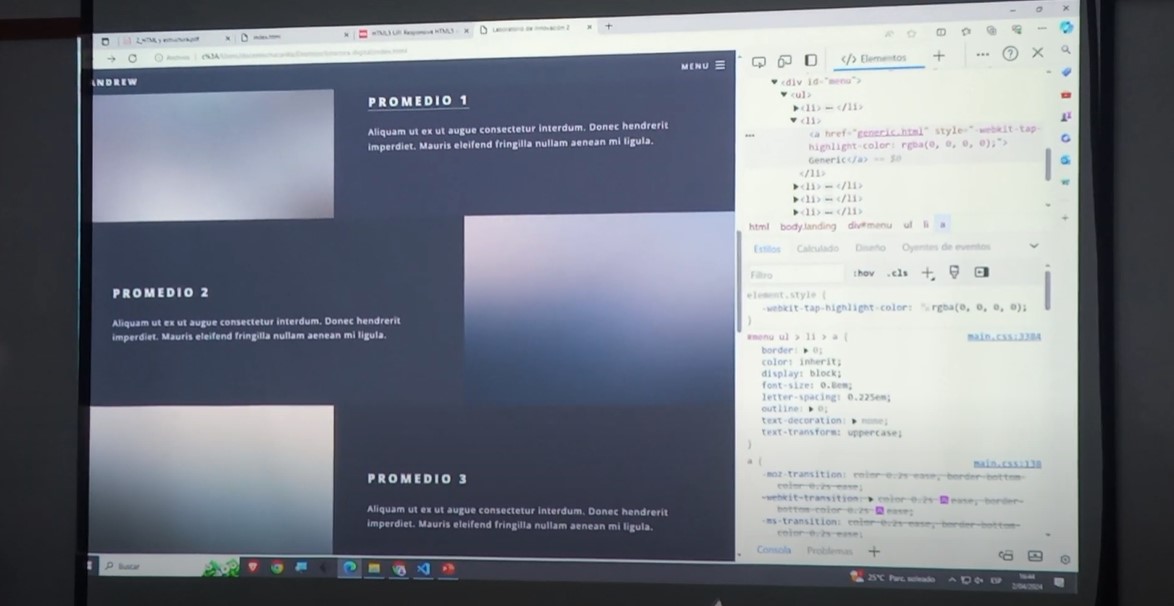 2_HTML y estructura.pdf
index.html
HTML5 UP! Responsive HTML5
Laboratorio de Innovación 2
Archivo
ANDREW
MENU
PROMEDIO 1
Aliquam ut ex ut augue consectetur interdum. Donec hendrerit
imperdiet. Mauris eleifend fringilla nullam aenean mi ligula.
PROMEDIO 2
Aliquam ut ex ut augue consectetur interdum. Donec hendrerit
imperdiet. Mauris eleifend fringilla nullam aenean mi ligula.
PROMEDIO 3
Aliquam ut ex ut augue consectetur interdum. Donec hendrerit
imperdiet. Mauris eleifend fringilla nullam aenean mi ligula.
</> Elementos
<div id="menu">
<ul>
<li> ⋯ </li>
<li>
<a href="generic.html" style="-webkit-tap-
highlight-color: rgba(0, 0, 0, 0);">
Generic</a> == $0
</li>
<li> ⋯ </li>
<li> ⋯ </li>
<li> ⋯ </li>
html body.landing div#menu ul li a
Estilos Calculado Diseño Oyentes de eventos
Filtro :hov .cls
element.style {
-webkit-tap-highlight-color: rgba(0, 0, 0, 0);
}
#menu ul > li > a { main.css:3384
border: 0;
color: inherit;
display: block;
font-size: 0.8em;
letter-spacing: 0.225em;
outline: 0;
text-decoration: none;
text-transform: uppercase;
}
a { main.css:138
-moz-transition: color 0.2s ease, border-bottom-
color 0.2s ease;
-webkit-transition: color 0.2s ease, border-
bottom-color 0.2s ease;
-ms-transition: color 0.2s ease, border-bottom-
color 0.2s ease;
Consola Problemas
Buscar
25°C Parc. soleado
ESP
16:44
2/04/2024